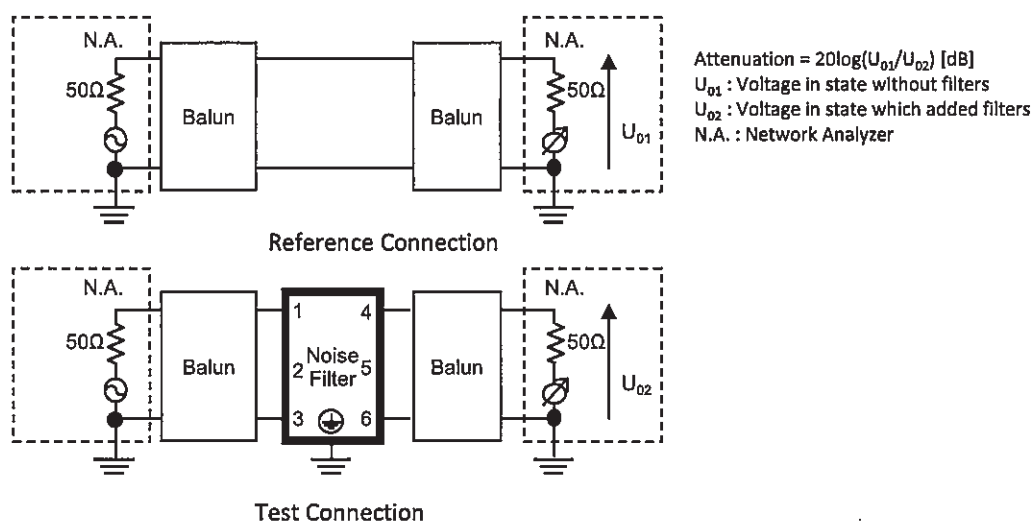 N.A.
50Ω
Balun
Balun
N.A.
50Ω
U01
Attenuation = 20log(U01/U02) [dB]
U01 : Voltage in state without filters
U02 : Voltage in state which added filters
N.A. : Network Analyzer
Reference Connection
N.A.
50Ω
Balun
1 4
2 Noise Filter 5
3 6
Balun
N.A.
50Ω
U02
Test Connection